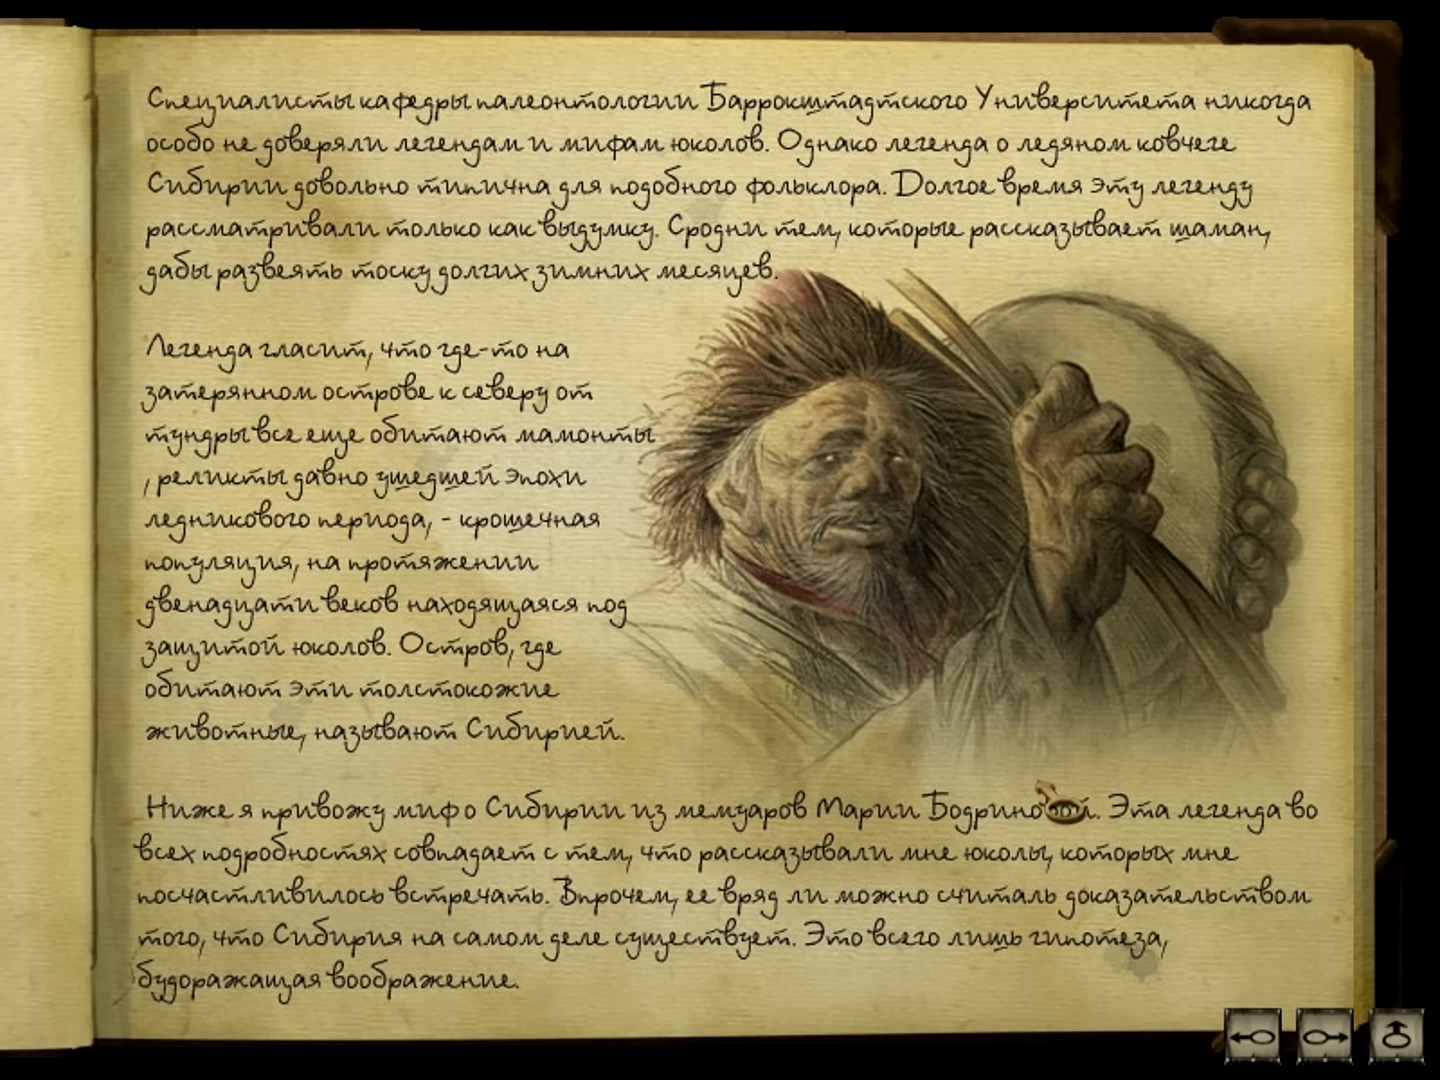 Специалисты кафедры палеонтологии Баррокштадтского Университета никогда
особо не доверяли легендам и мифам юколов. Однако легенда о ледяном ковчеге
Сибирии довольно типична для подобного фольклора. Долгое время эту легенду
рассматривали только как выдумку. Сродни тем, которые рассказывает шаман,
дабы развеять тоску долгих зимних месяцев.
Легенда гласит, что где-то на
затерянном острове к северу от
тундры все еще обитают мамонты
, реликты давно ушедшей эпохи
ледникового периода, - крошечная
популяция, на протяжении
двенадцати веков находящаяся под
защитой юколов. Остров, где
обитают эти толстокожие
животные, называют Сибирией.
Ниже я привожу миф о Сибирии из мемуаров Марии Бодриновой. Эта легенда во
всех подробностях совпадает с тем, что рассказывали мне юколы, которых мне
посчастливилось встречать. Впрочем, ее вряд ли можно считаль доказательством
того, что Сибирия на самом деле существует. Это всего лишь гипотеза,
будоражащая воображение.